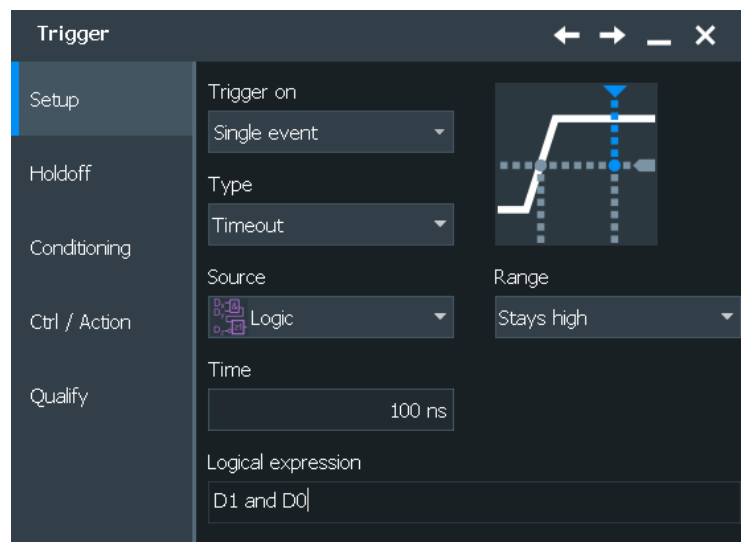 Trigger
Setup
Holdoff
Conditioning
Ctrl / Action
Qualify
Trigger on
Single event
Type
Timeout
Source
Logic
Range
Stays high
Time
100 ns
Logical expression
D1 and D0